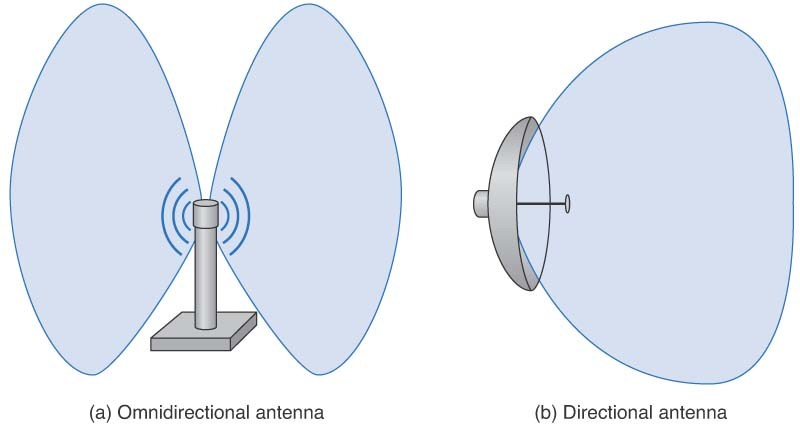 (a) Omnidirectional antenna
(b) Directional antenna